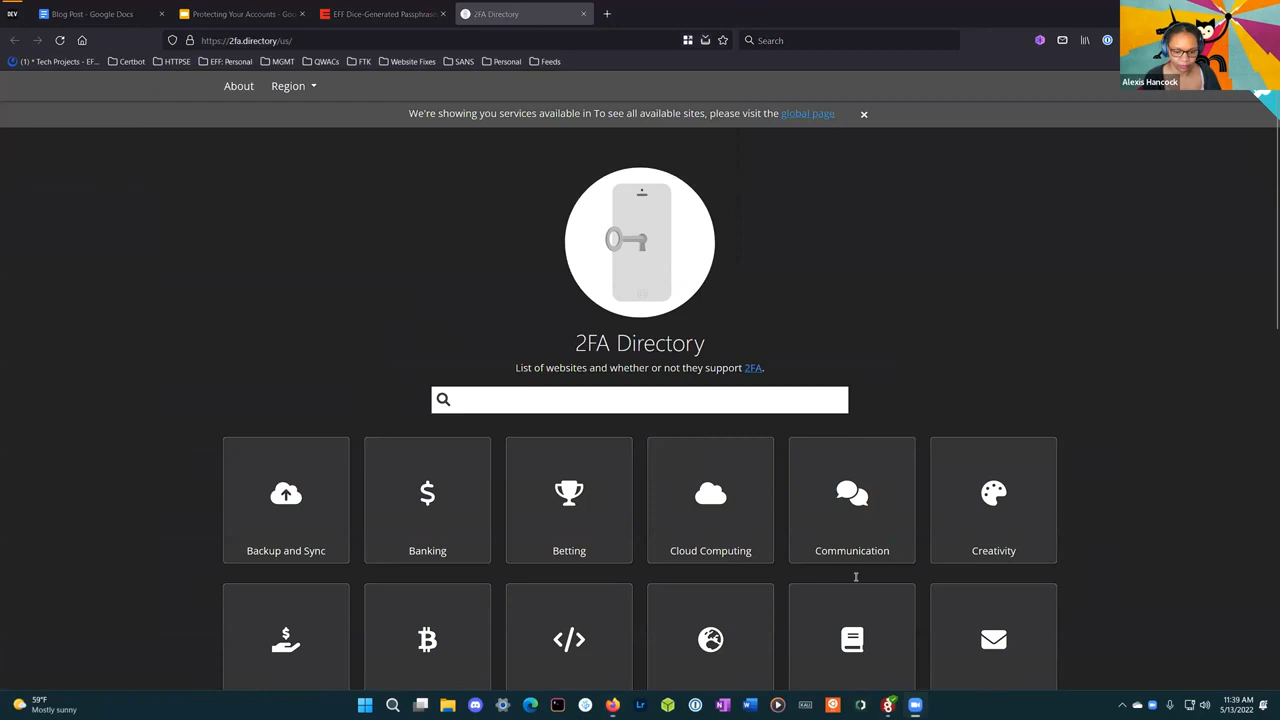 DEV
Blog Post - Google Docs
Protecting Your Accounts - Goo
EFF Dice-Generated Passphrase
2FA Directory
https://2fa.directory/us/
Search
(1) * Tech Projects - EF...
Certbot
HTTPSE
EFF: Personal
MGMT
QWACs
FTK
Website Fixes
SANS
Personal
Feeds
Alexis Hancock
About
Region
We're showing you services available in To see all available sites, please visit the global page
2FA Directory
List of websites and whether or not they support 2FA.
Backup and Sync
Banking
Betting
Cloud Computing
Communication
Creativity
59°F
Mostly sunny
KALI
11:39 AM
5/13/2022